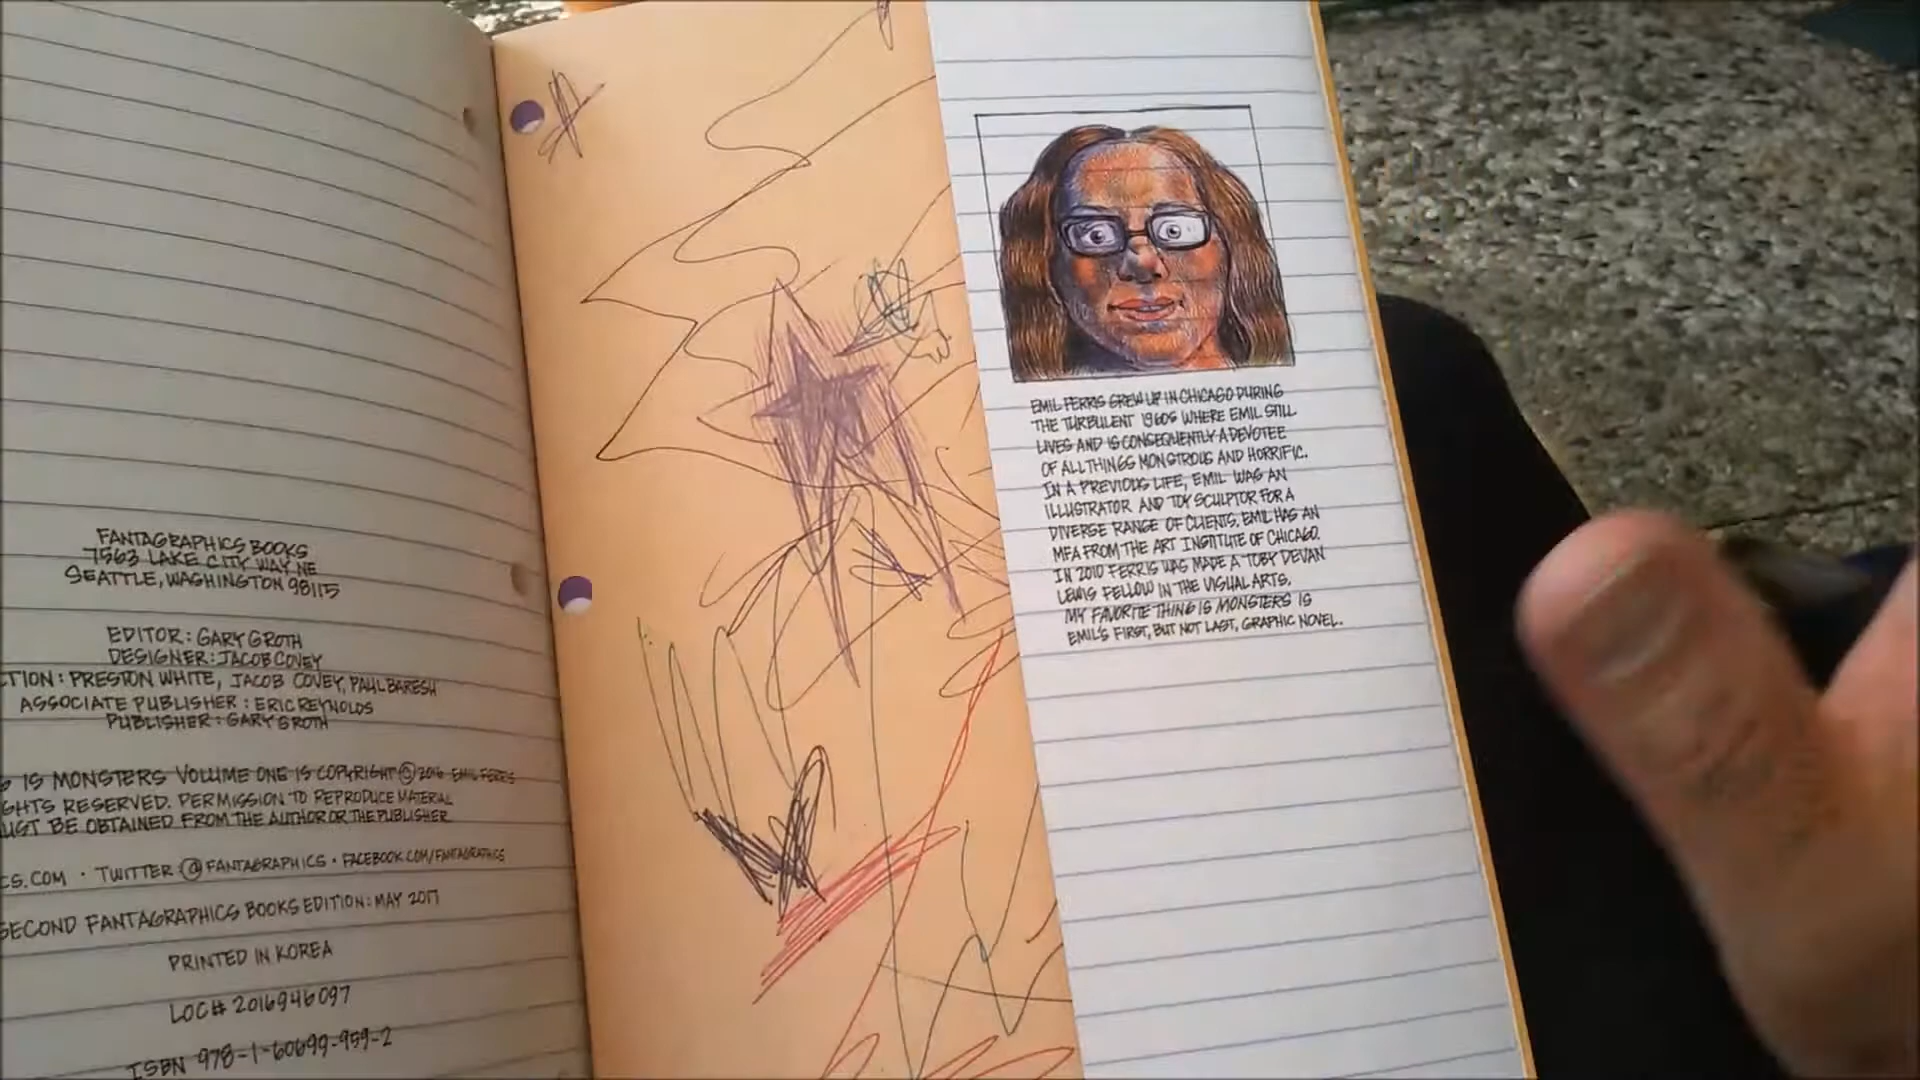 FANTAGRAPHICS BOOKS
7563 LAKE CITY WAY NE
SEATTLE, WASHINGTON 98115
EDITOR: GARY GROTH
DESIGNER: JACOB COVEY
CTION: PRESTON WHITE, JACOB COVEY, PAUL BARESH
ASSOCIATE PUBLISHER: ERIC REYNOLDS
PUBLISHER: GARY GROTH
G IS MONSTERS VOLUME ONE IS COPYRIGHT © 2016 EMIL FERRIS
GHTS RESERVED. PERMISSION TO REPRODUCE MATERIAL
UST BE OBTAINED FROM THE AUTHOR OR THE PUBLISHER
CS.COM · TWITTER @FANTAGRAPHICS · FACEBOOK.COM/FANTAGRAPHICS
SECOND FANTAGRAPHICS BOOKS EDITION: MAY 2017
PRINTED IN KOREA
LOC# 2016946097
ISBN 978-1-60699-959-2
EMIL FERRIS GREW UP IN CHICAGO DURING
THE TURBULENT 1960S WHERE EMIL STILL
LIVES AND IS CONSEQUENTLY A DEVOTEE
OF ALL THINGS MONSTROUS AND HORRIFIC.
IN A PREVIOUS LIFE, EMIL WAS AN
ILLUSTRATOR AND TOY SCULPTOR FOR A
DIVERSE RANGE OF CLIENTS. EMIL HAS AN
MFA FROM THE ART INSTITUTE OF CHICAGO.
IN 2010 FERRIS WAS MADE A TOBY DEVAN
LEWIS FELLOW IN THE VISUAL ARTS.
MY FAVORITE THING IS MONSTERS IS
EMIL'S FIRST, BUT NOT LAST, GRAPHIC NOVEL.